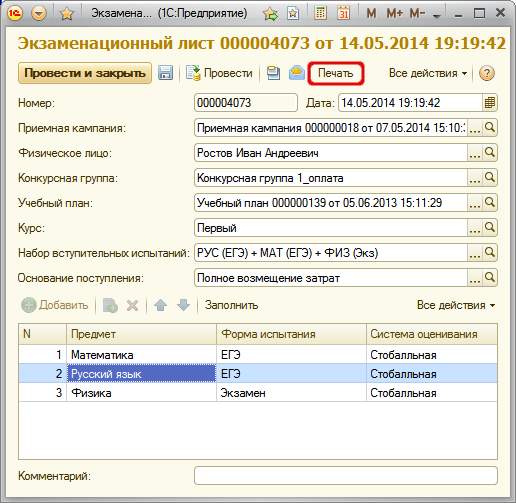 Экзамена... (1С:Предприятие)
M M+ M-
Экзаменационный лист 000004073 от 14.05.2014 19:19:42
Провести и закрыть Провести Печать Все действия
Номер: 000004073 Дата: 14.05.2014 19:19:42
Приемная кампания: Приемная кампания 000000018 от 07.05.2014 15:10:
Физическое лицо: Ростов Иван Андреевич
Конкурсная группа: Конкурсная группа 1_оплата
Учебный план: Учебный план 000000139 от 05.06.2013 15:11:29
Курс: Первый
Набор вступительных испытаний: РУС (ЕГЭ) + МАТ (ЕГЭ) + ФИЗ (Экз)
Основание поступления: Полное возмещение затрат
Добавить Заполнить Все действия
N Предмет Форма испытания Система оценивания
1 Математика ЕГЭ Стобалльная
2 Русский язык ЕГЭ Стобалльная
3 Физика Экзамен Стобалльная
Комментарий: